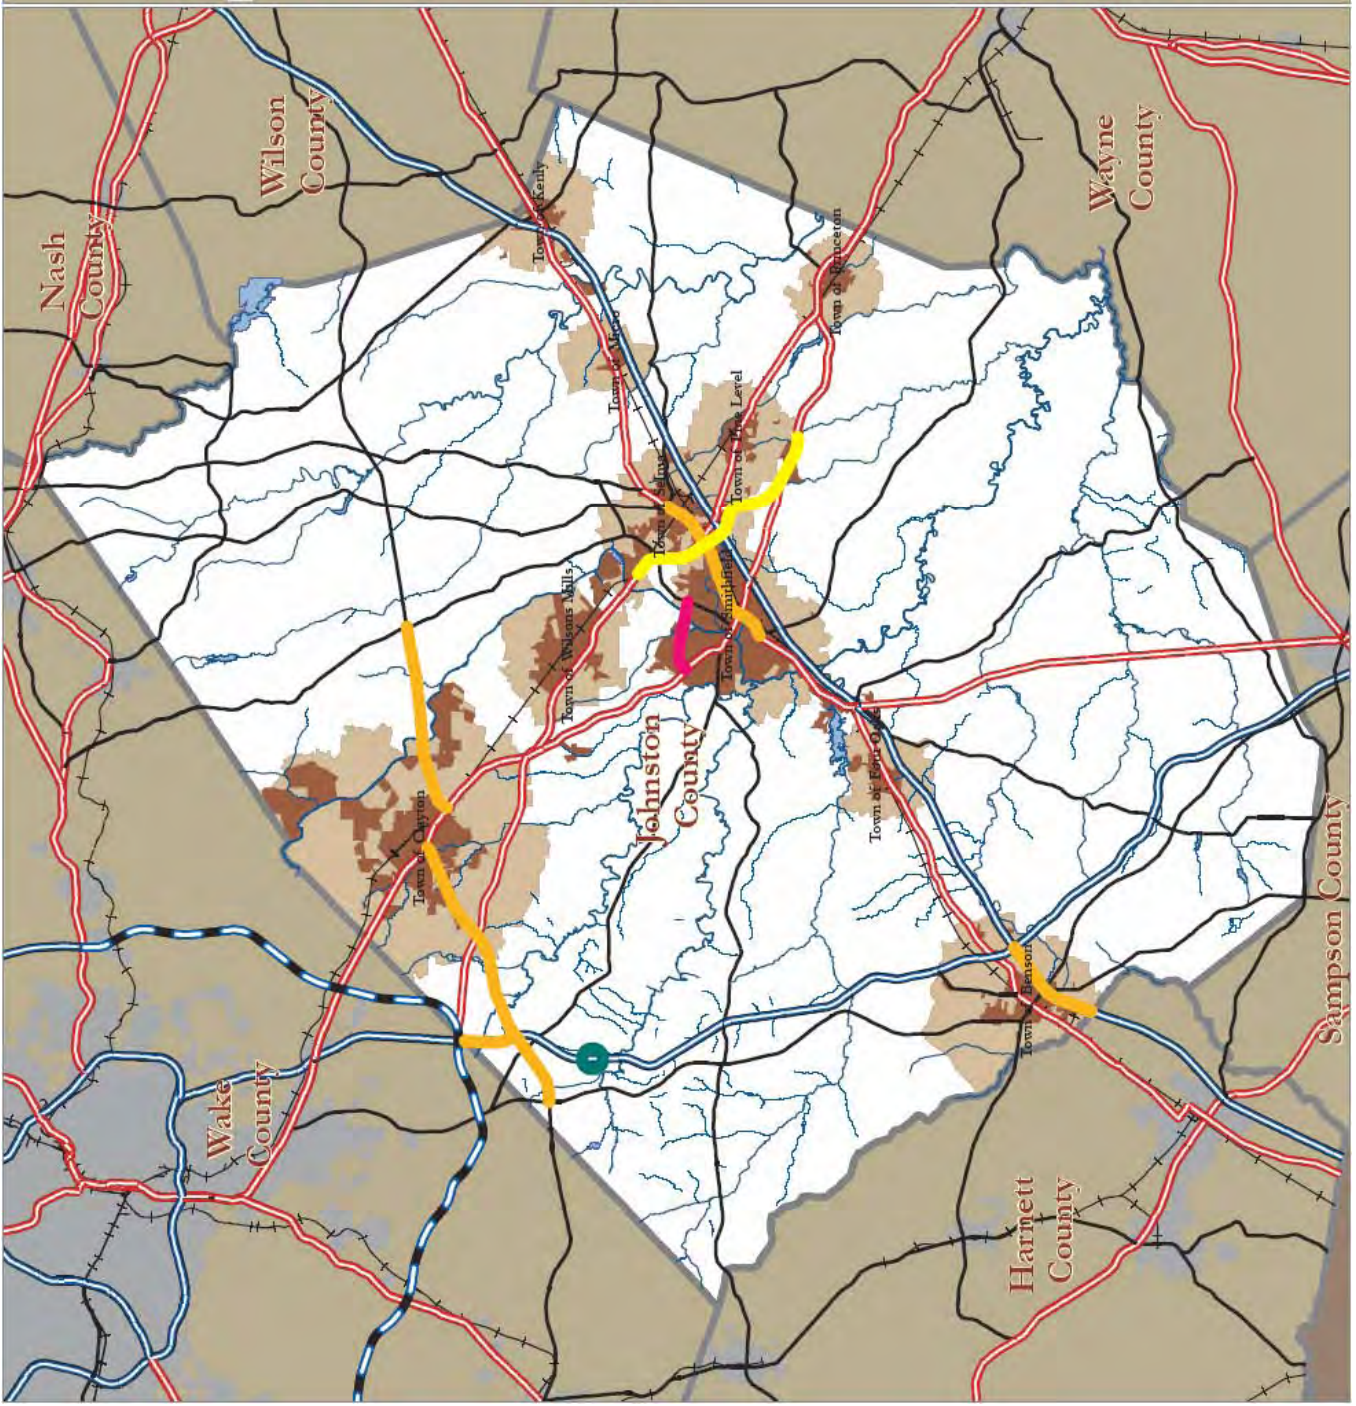 Nash
County
Wilson
County
Wayne
County
Town of Kenly
Town of Princeton
Town of Micro
Town of Pine Level
Town of Selma
Town of Wilsons Mills
Town of Smithfield
Johnston
County
Town of Clayton
Town of Four Oaks
Town of Benson
Sampson County
Wake
County
Harnett
County